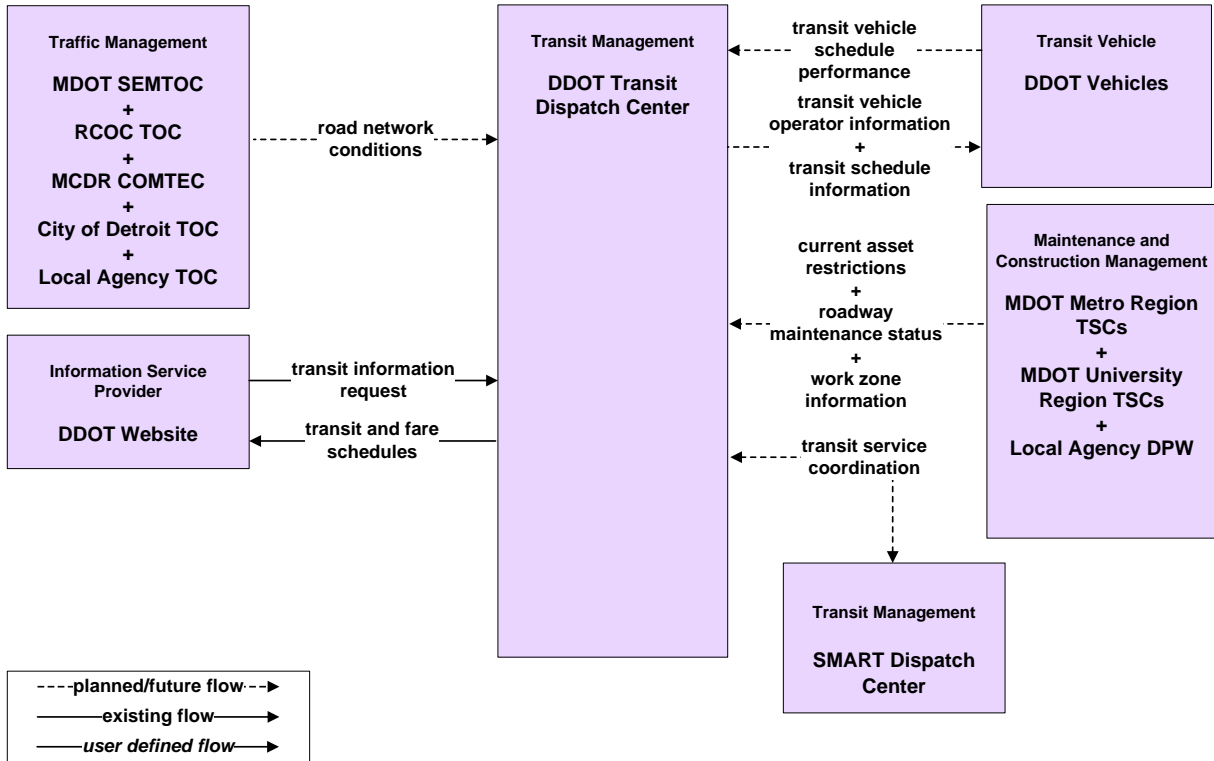 Traffic Management
MDOT SEMTOC
+
RCOC TOC
+
MCDR COMTEC
+
City of Detroit TOC
+
Local Agency TOC
road network
conditions
Transit Management
DDOT Transit
Dispatch Center
transit vehicle
schedule
performance
transit vehicle
operator information
+
transit schedule
information
Transit Vehicle
DDOT Vehicles
current asset
restrictions
+
roadway
maintenance status
+
work zone
information
Maintenance and
Construction Management
MDOT Metro Region
TSCs
+
MDOT University
Region TSCs
+
Local Agency DPW
Information Service
Provider
DDOT Website
transit information
request
transit and fare
schedules
transit service
coordination
Transit Management
SMART Dispatch
Center
planned/future flow
existing flow
user defined flow